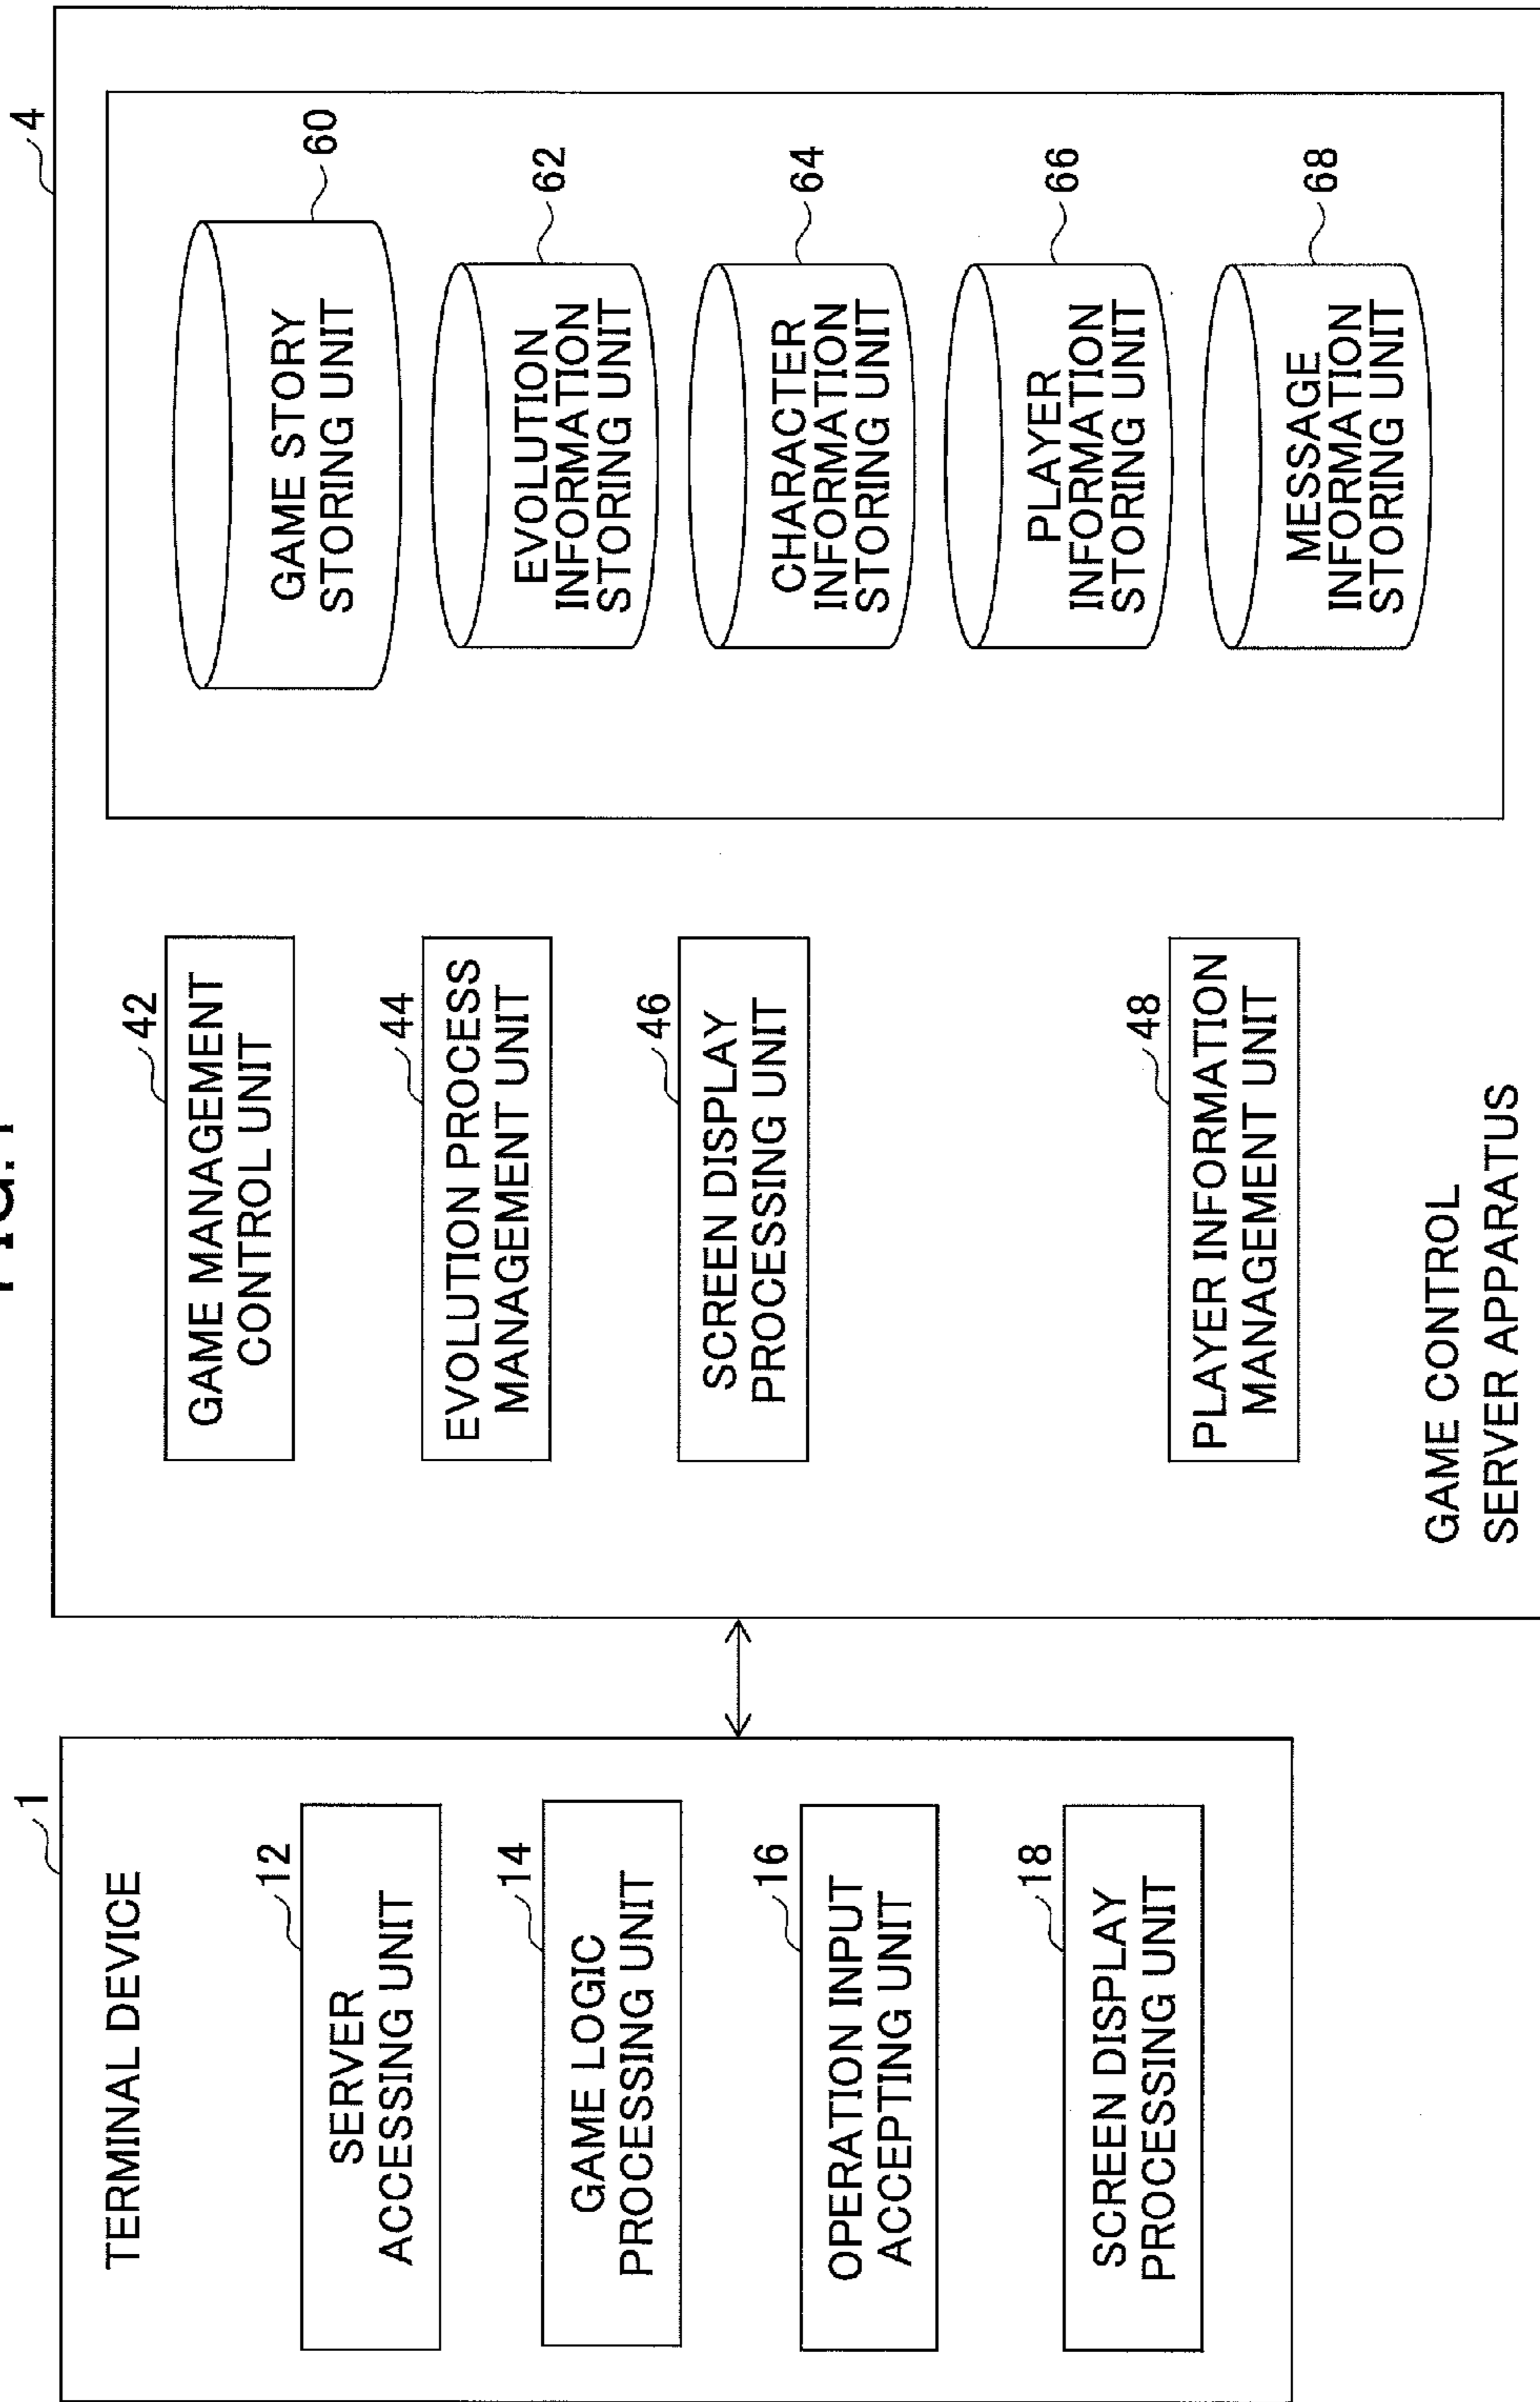 1
TERMINAL DEVICE
12
SERVER
ACCESSING UNIT
14
GAME LOGIC
PROCESSING UNIT
16
OPERATION INPUT
ACCEPTING UNIT
18
SCREEN DISPLAY
PROCESSING UNIT
4
42
GAME MANAGEMENT
CONTROL UNIT
44
EVOLUTION PROCESS
MANAGEMENT UNIT
46
SCREEN DISPLAY
PROCESSING UNIT
48
PLAYER INFORMATION
MANAGEMENT UNIT
GAME CONTROL
SERVER APPARATUS
GAME STORY
STORING UNIT
60
EVOLUTION
INFORMATION
STORING UNIT
62
CHARACTER
INFORMATION
STORING UNIT
64
PLAYER
INFORMATION
STORING UNIT
66
MESSAGE
INFORMATION
STORING UNIT
68